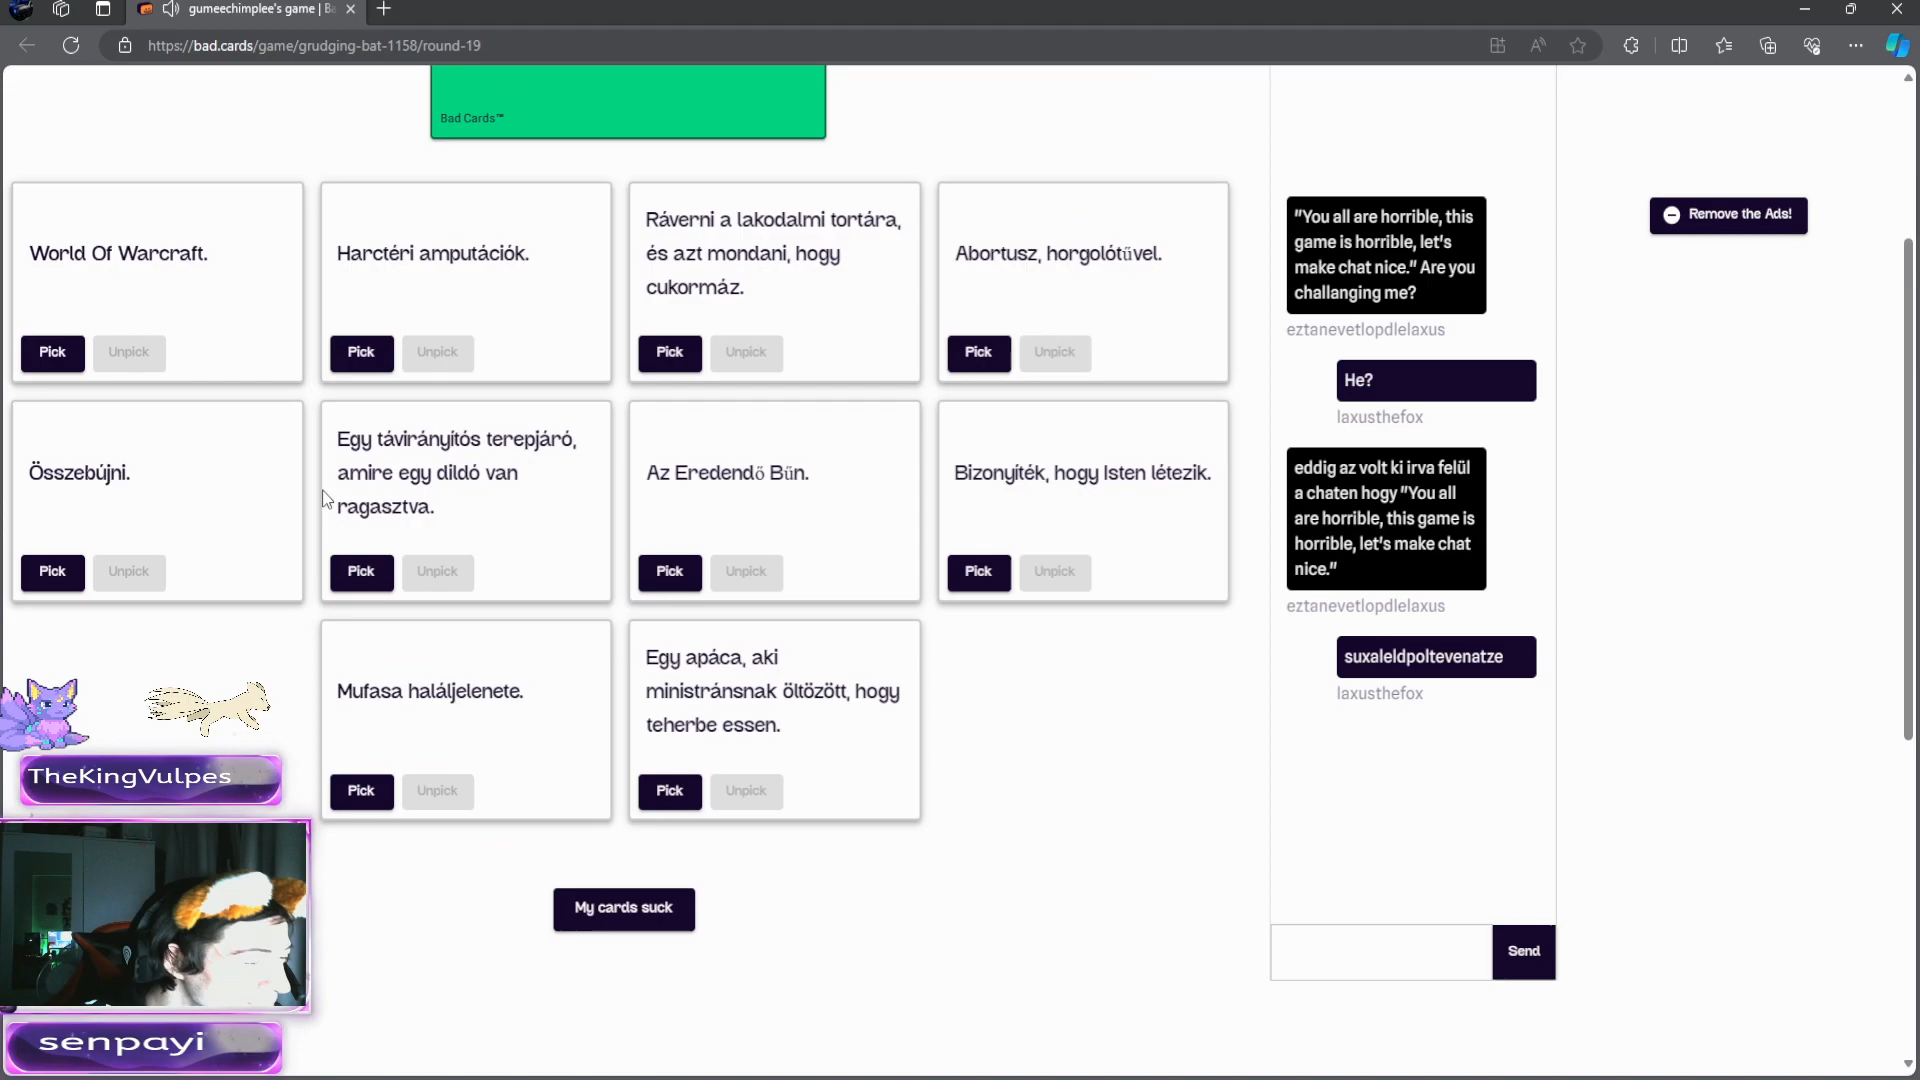 gumeechimplee's game | Ba
https://bad.cards/game/grudging-bat-1158/round-19
Bad Cards™
World Of Warcraft.
Pick
Unpick
Harctéri amputációk.
Pick
Unpick
Ráverni a lakodalmi tortára,
és azt mondani, hogy
cukormáz.
Pick
Unpick
Abortusz, horgolótűvel.
Pick
Unpick
Összebújni.
Pick
Unpick
Egy távirányítós terepjáró,
amire egy dildó van
ragasztva.
Pick
Unpick
Az Eredendő Bűn.
Pick
Unpick
Bizonyíték, hogy Isten létezik.
Pick
Unpick
Mufasa haláljelenete.
Pick
Unpick
Egy apáca, aki
ministránsnak öltözött, hogy
teherbe essen.
Pick
Unpick
My cards suck
"You all are horrible, this
game is horrible, let's
make chat nice." Are you
challanging me?
eztanevetlopdlelaxus
He?
laxusthefox
eddig az volt ki irva felül
a chaten hogy "You all
are horrible, this game is
horrible, let's make chat
nice."
eztanevetlopdlelaxus
suxaleldpoltevenatze
laxusthefox
Send
Remove the Ads!
TheKingVulpes
senpayi